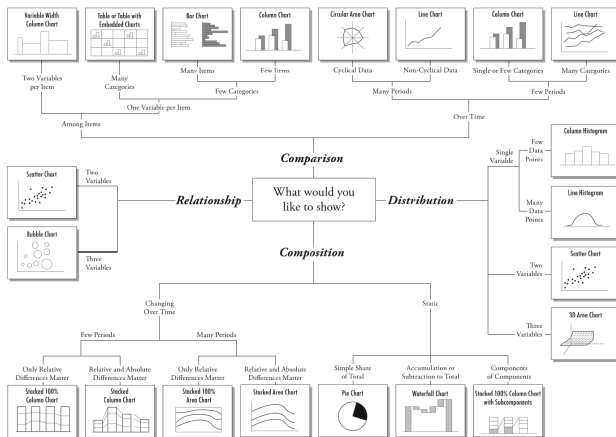 Variable Width
Column Chart
Table or Table with
Embedded Charts
Bar Chart
Column Chart
Circular Area Chart
Line Chart
Column Chart
Line Chart
Two Variables
per Item
Many
Categories
Many Items
Few Items
Cyclical Data
Non-Cyclical Data
Single or Few Categories
Many Categories
Few Categories
Many Periods
Few Periods
One Variable per Item
Among Items
Over Time
Comparison
What would you
like to show?
Relationship
Two
Variables
Scatter Chart
Three
Variables
Bubble Chart
Distribution
Single
Variable
Few
Data
Points
Column Histogram
Many
Data
Points
Line Histogram
Two
Variables
Scatter Chart
Three
Variables
3D Area Chart
Composition
Changing
Over Time
Static
Few Periods
Many Periods
Only Relative
Differences Matter
Relative and Absolute
Differences Matter
Only Relative
Differences Matter
Relative and Absolute
Differences Matter
Simple Share
of Total
Accumulation or
Subtraction to Total
Components
of Components
Stacked 100%
Column Chart
Stacked
Column Chart
Stacked 100%
Area Chart
Stacked Area Chart
Pie Chart
Waterfall Chart
Stacked 100% Column Chart
with Subcomponents